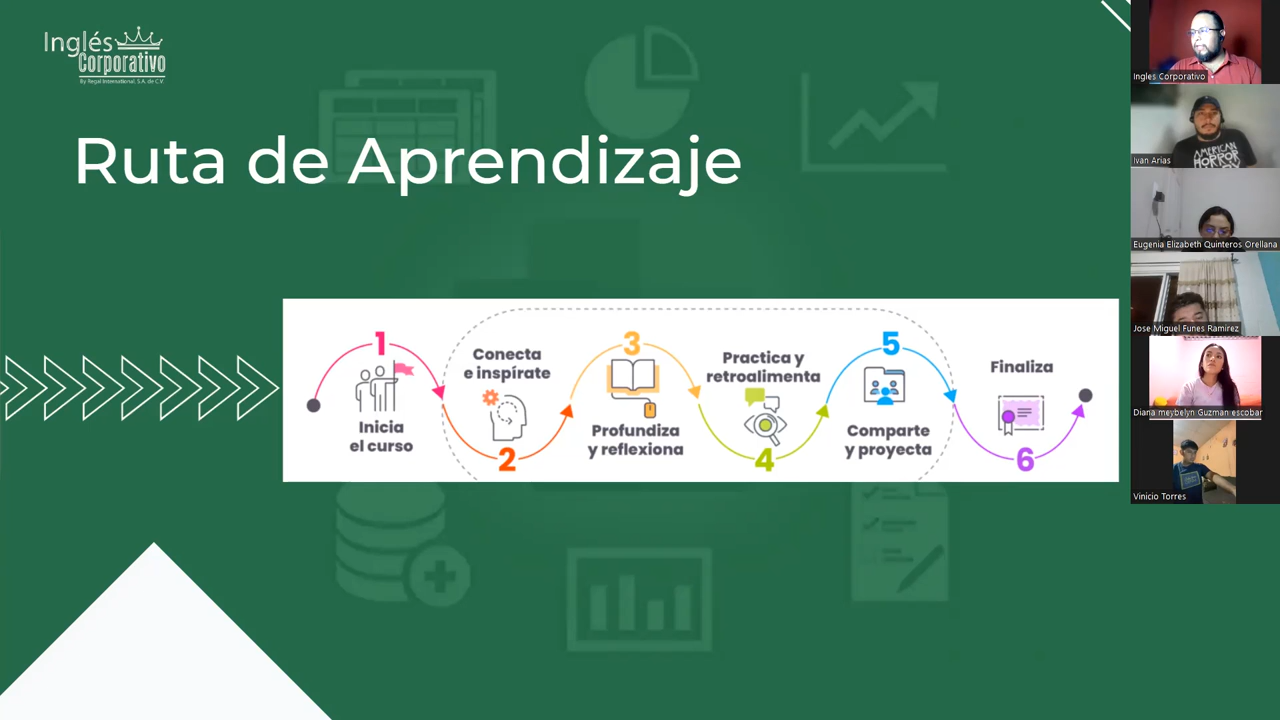 Inglés
Corporativo
By Regal International, S.A. de C.V.
Ruta de Aprendizaje
1
Inicia
el curso
Conecta
e inspírate
2
3
Profundiza
y reflexiona
Practica y
retroalimenta
4
5
Comparte
y proyecta
Finaliza
6
Ingles Corporativo
Ivan Arias
AMERICAN
HORROR
Eugenia Elizabeth Quinteros Orellana
Jose Miguel Funes Ramirez
Diana meybelyn Guzman escobar
Vinicio Torres